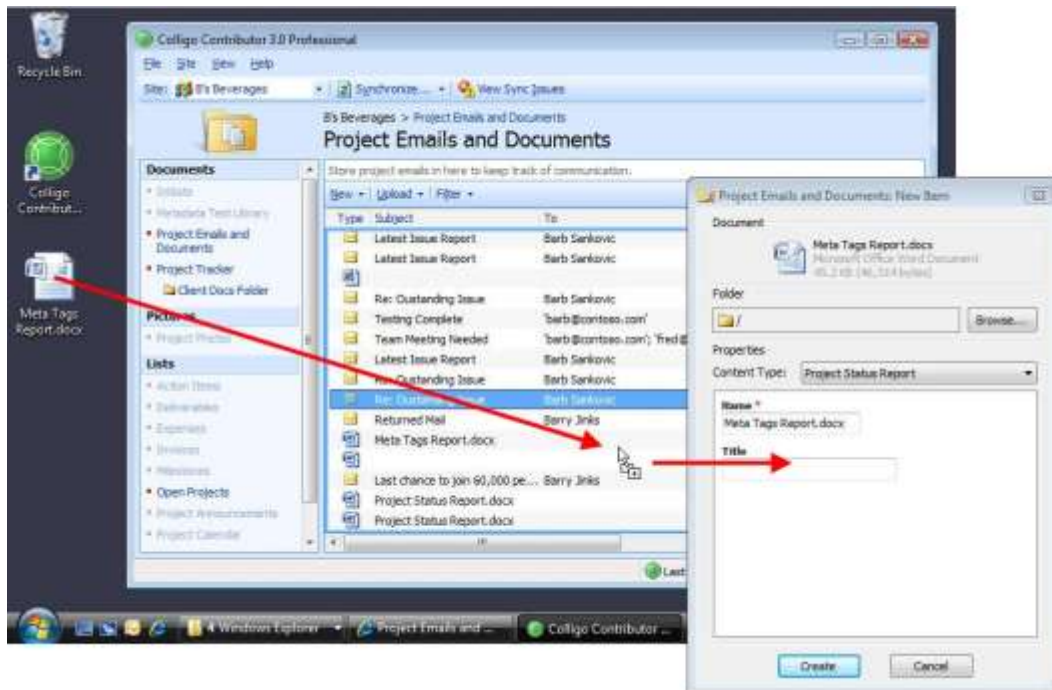 Recycle Bin
Colligo
Contribut...
Meta Tags
Report.docx
Colligo Contributor 3.0 Professional
File Site View Help
Site: B's Beverages Synchronize... View Sync Issues
B's Beverages > Project Emails and Documents
Project Emails and Documents
Documents
Metadata Test Library
Project Emails and
Documents
Project Tracker
Client Docs Folder
Pictures
Project Photos
Lists
Action Items
Deliverables
Expenses
Invoices
Milestones
Open Projects
Project Announcements
Project Calendar
Store project emails in here to keep track of communication.
New Upload Filter
Type Subject To
Latest Issue Report Barb Sankovic
Latest Issue Report Barb Sankovic
Re: Oustanding Issue Barb Sankovic
Testing Complete 'barb@contoso.com'
Team Meeting Needed 'barb@contoso.com'; 'fred@
Latest Issue Report Barb Sankovic
Re: Oustanding Issue Barb Sankovic
Re: Oustanding Issue Barb Sankovic
Returned Mail Barry Jinks
Meta Tags Report.docx
Last chance to join 60,000 pe... Barry Jinks
Project Status Report.docx
Project Status Report.docx
Last
Project Emails and Documents: New Item
Document
Meta Tags Report.docx
Microsoft Office Word Document
Folder
/ Browse...
Properties
Content Type: Project Status Report
Name *
Meta Tags Report.docx
Title
Create Cancel
4 Windows Explorer Project Emails and ... Colligo Contributor ...